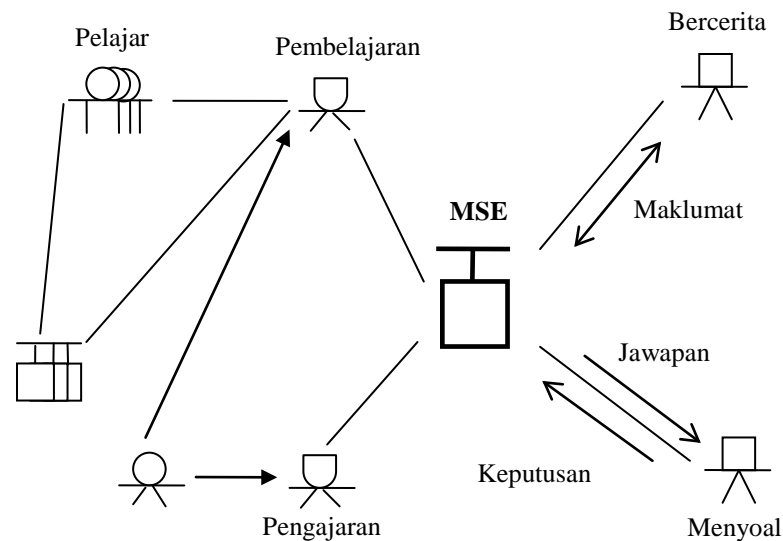 Bercerita
Pelajar
Pembelajaran
MSE
Maklumat
Jawapan
Keputusan
Pengajaran
Menyoal